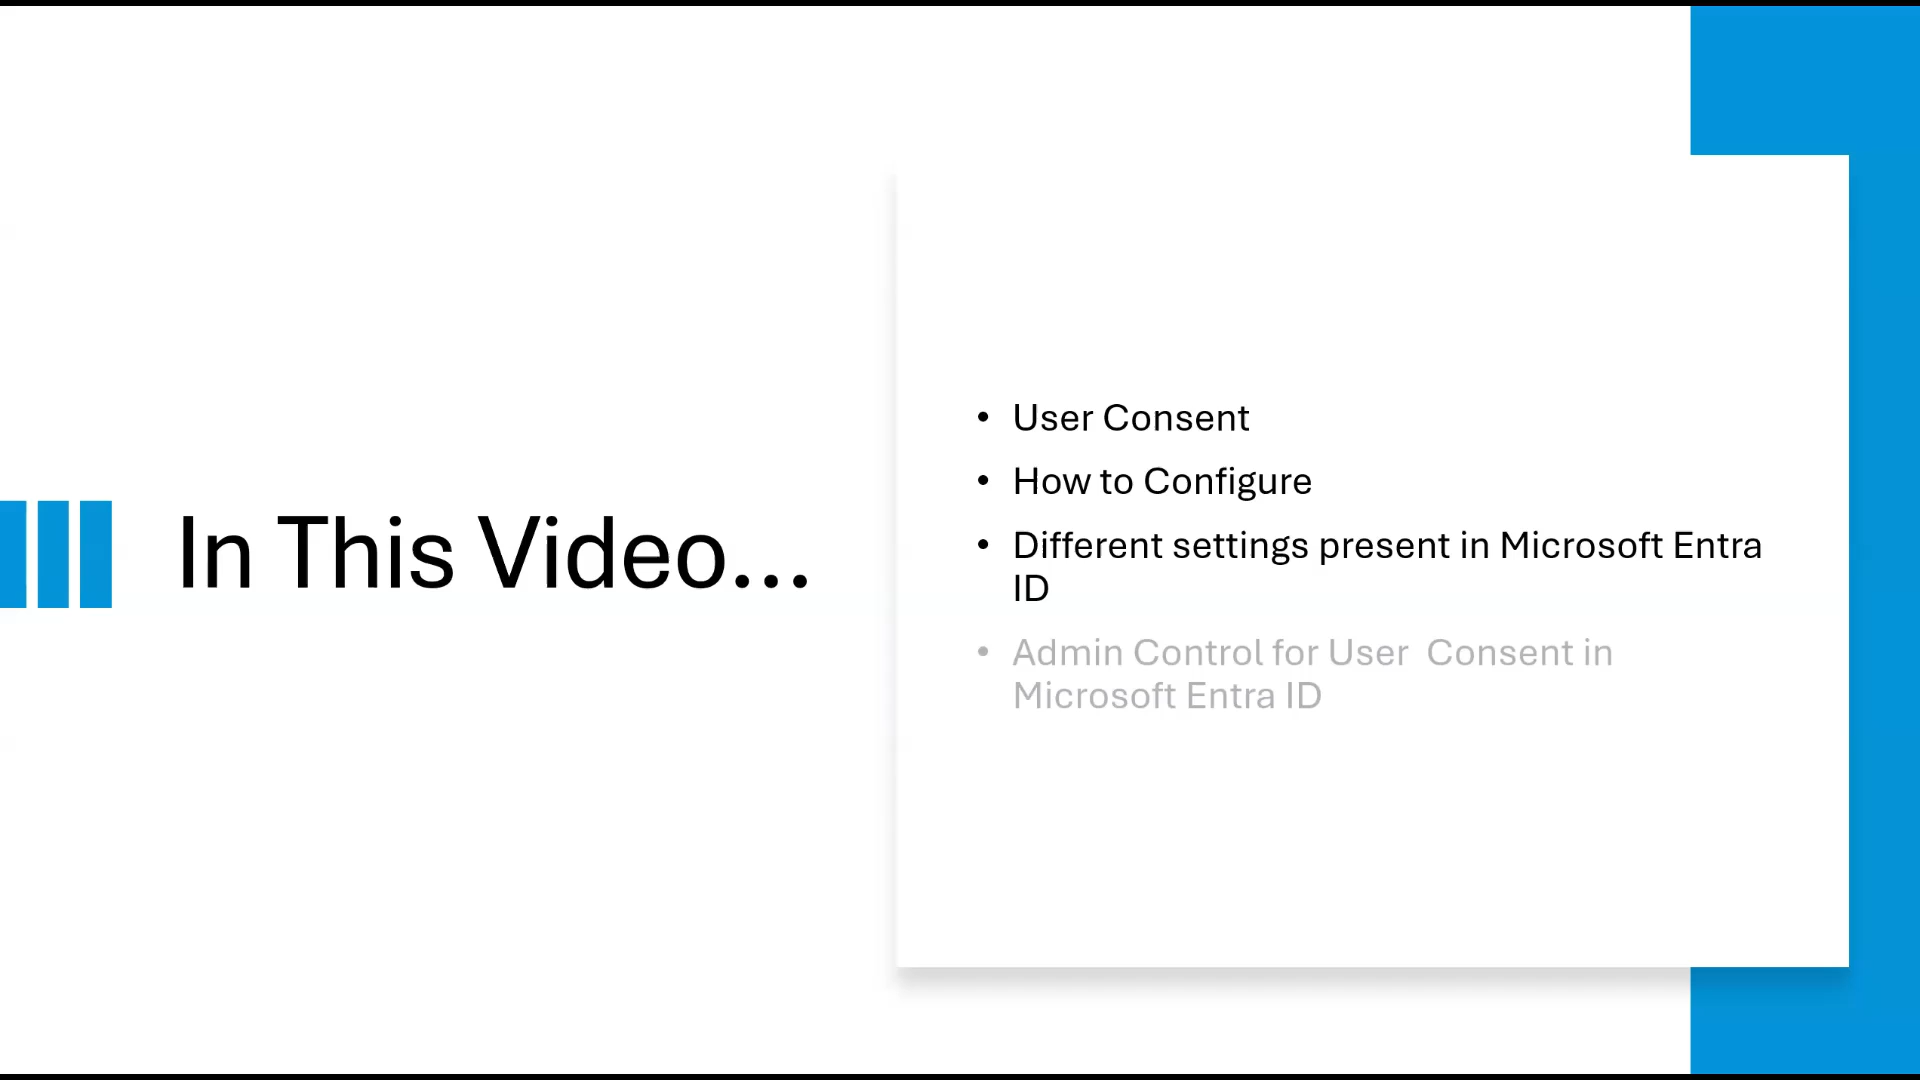 In This Video...
• User Consent
• How to Configure
• Different settings present in Microsoft Entra
ID
• Admin Control for User  Consent in
Microsoft Entra ID